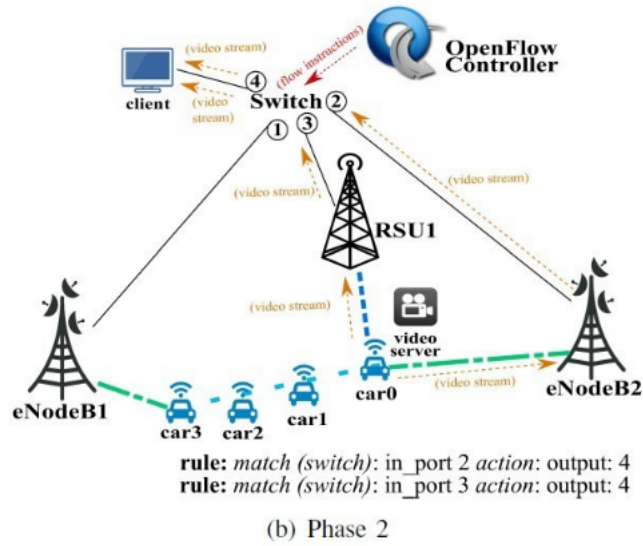 (video stream)
(flow instructions)
OpenFlow
Controller
client
(video
stream)
4
Switch
2
1
3
(video stream)
(video stream)
RSU1
(video stream)
video
server
eNodeB1
car3
car2
car1
car0
(video stream)
eNodeB2
rule: match (switch): in_port 2 action: output: 4
rule: match (switch): in_port 3 action: output: 4
(b) Phase 2